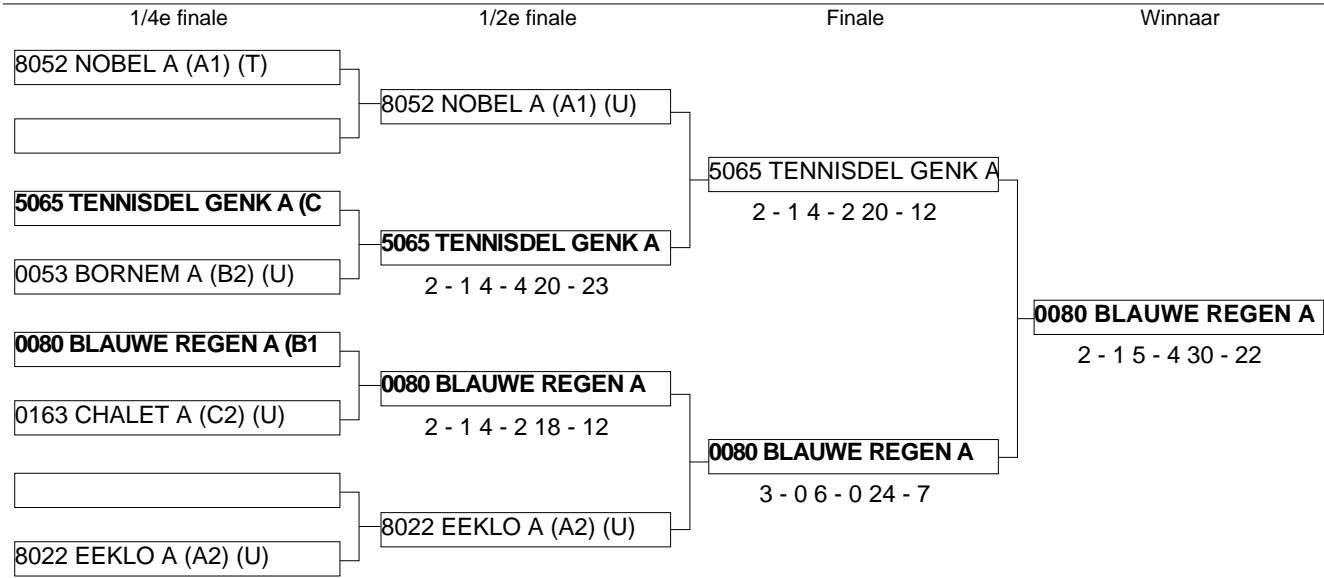 1/4e finale 1/2e finale Finale Winnaar
8052 NOBEL A (A1) (T)
8052 NOBEL A (A1) (U)
5065 TENNISDEL GENK A
2 - 1 4 - 2 20 - 12
5065 TENNISDEL GENK A (C
5065 TENNISDEL GENK A
0053 BORNEM A (B2) (U)
2 - 1 4 - 4 20 - 23
0080 BLAUWE REGEN A
2 - 1 5 - 4 30 - 22
0080 BLAUWE REGEN A (B1
0080 BLAUWE REGEN A
0163 CHALET A (C2) (U)
2 - 1 4 - 2 18 - 12
0080 BLAUWE REGEN A
3 - 0 6 - 0 24 - 7
8022 EEKLO A (A2) (U)
8022 EEKLO A (A2) (U)